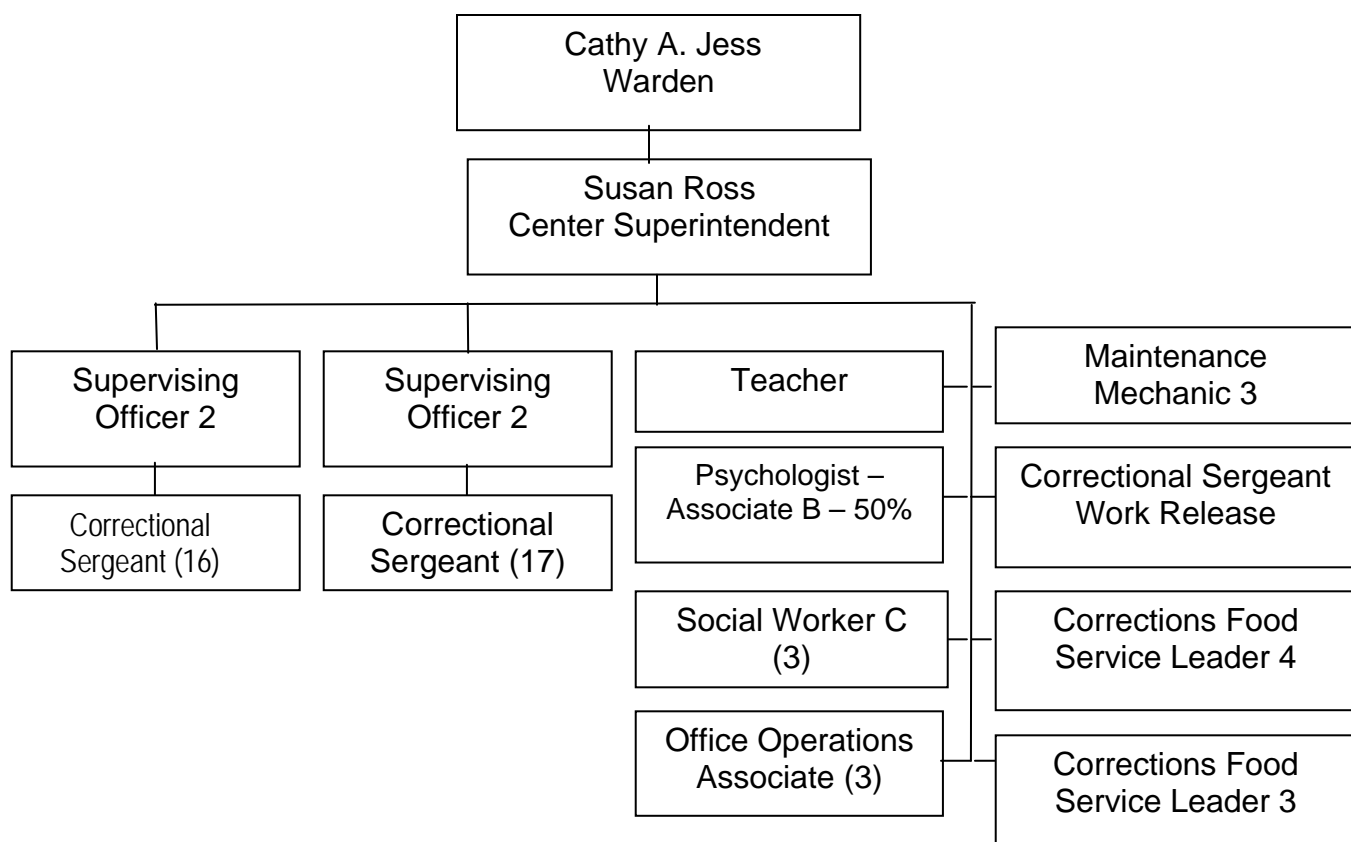 Cathy A. Jess
Warden
Susan Ross
Center Superintendent
Supervising
Officer 2
Supervising
Officer 2
Teacher
Maintenance
Mechanic 3
Correctional
Sergeant (16)
Correctional
Sergeant (17)
Psychologist –
Associate B – 50%
Correctional Sergeant
Work Release
Social Worker C
(3)
Corrections Food
Service Leader 4
Office Operations
Associate (3)
Corrections Food
Service Leader 3